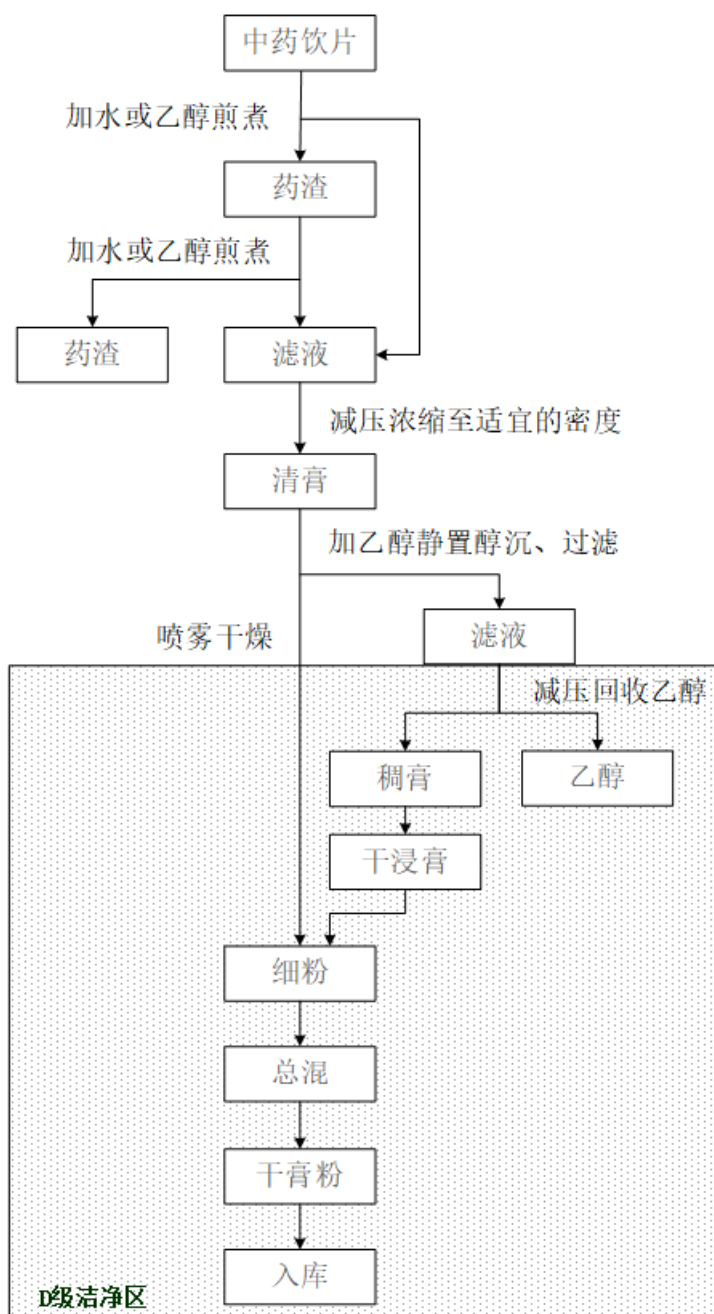 中药饮片
加水或乙醇煎煮
药渣
加水或乙醇煎煮
药渣
滤液
减压浓缩至适宜的密度
清膏
加乙醇静置醇沉、过滤
喷雾干燥
滤液
减压回收乙醇
稠膏
乙醇
干浸膏
细粉
总混
干膏粉
入库
D级洁净区